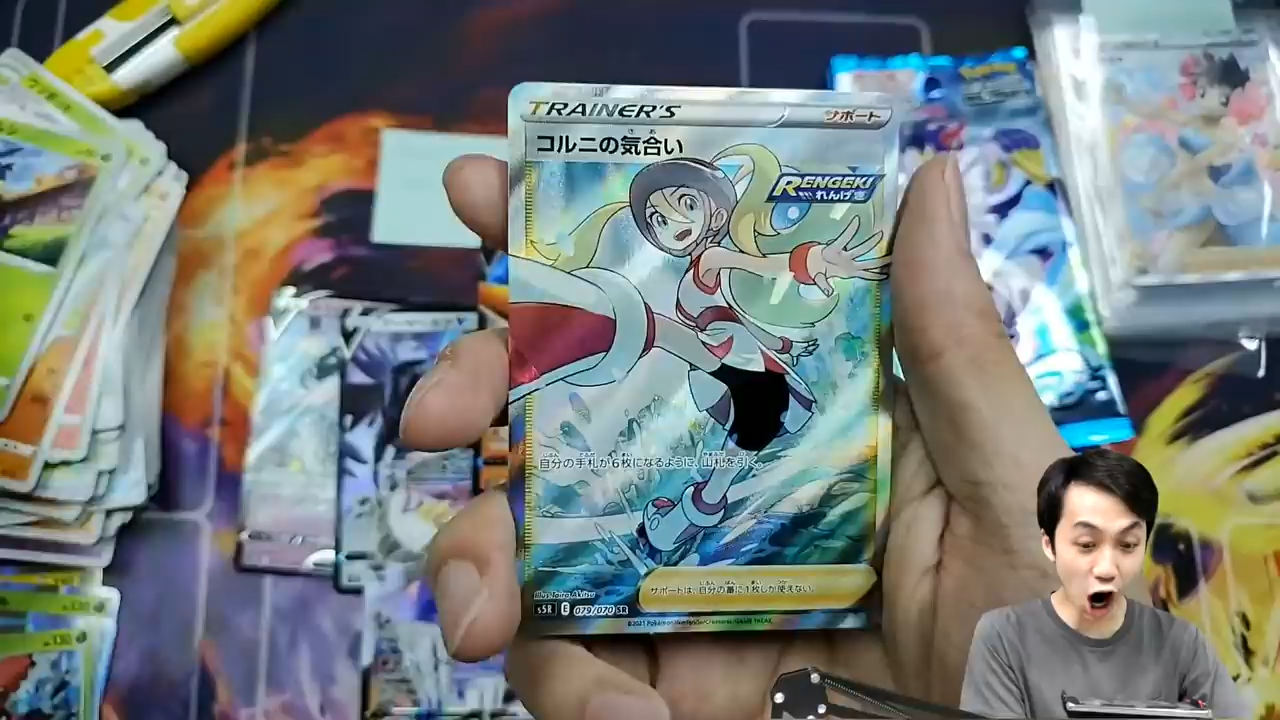 TRAINER'S
サポート
コルニの気合い
RENGEKI
れんげき
自分の手札が6枚になるように、山札を引く。
サポートは、自分の番に1枚しか使えない。
Illus. Taira Akitsu
s5R E 079/070 SR
©2021 Pokémon/Nintendo/Creatures/GAME FREAK